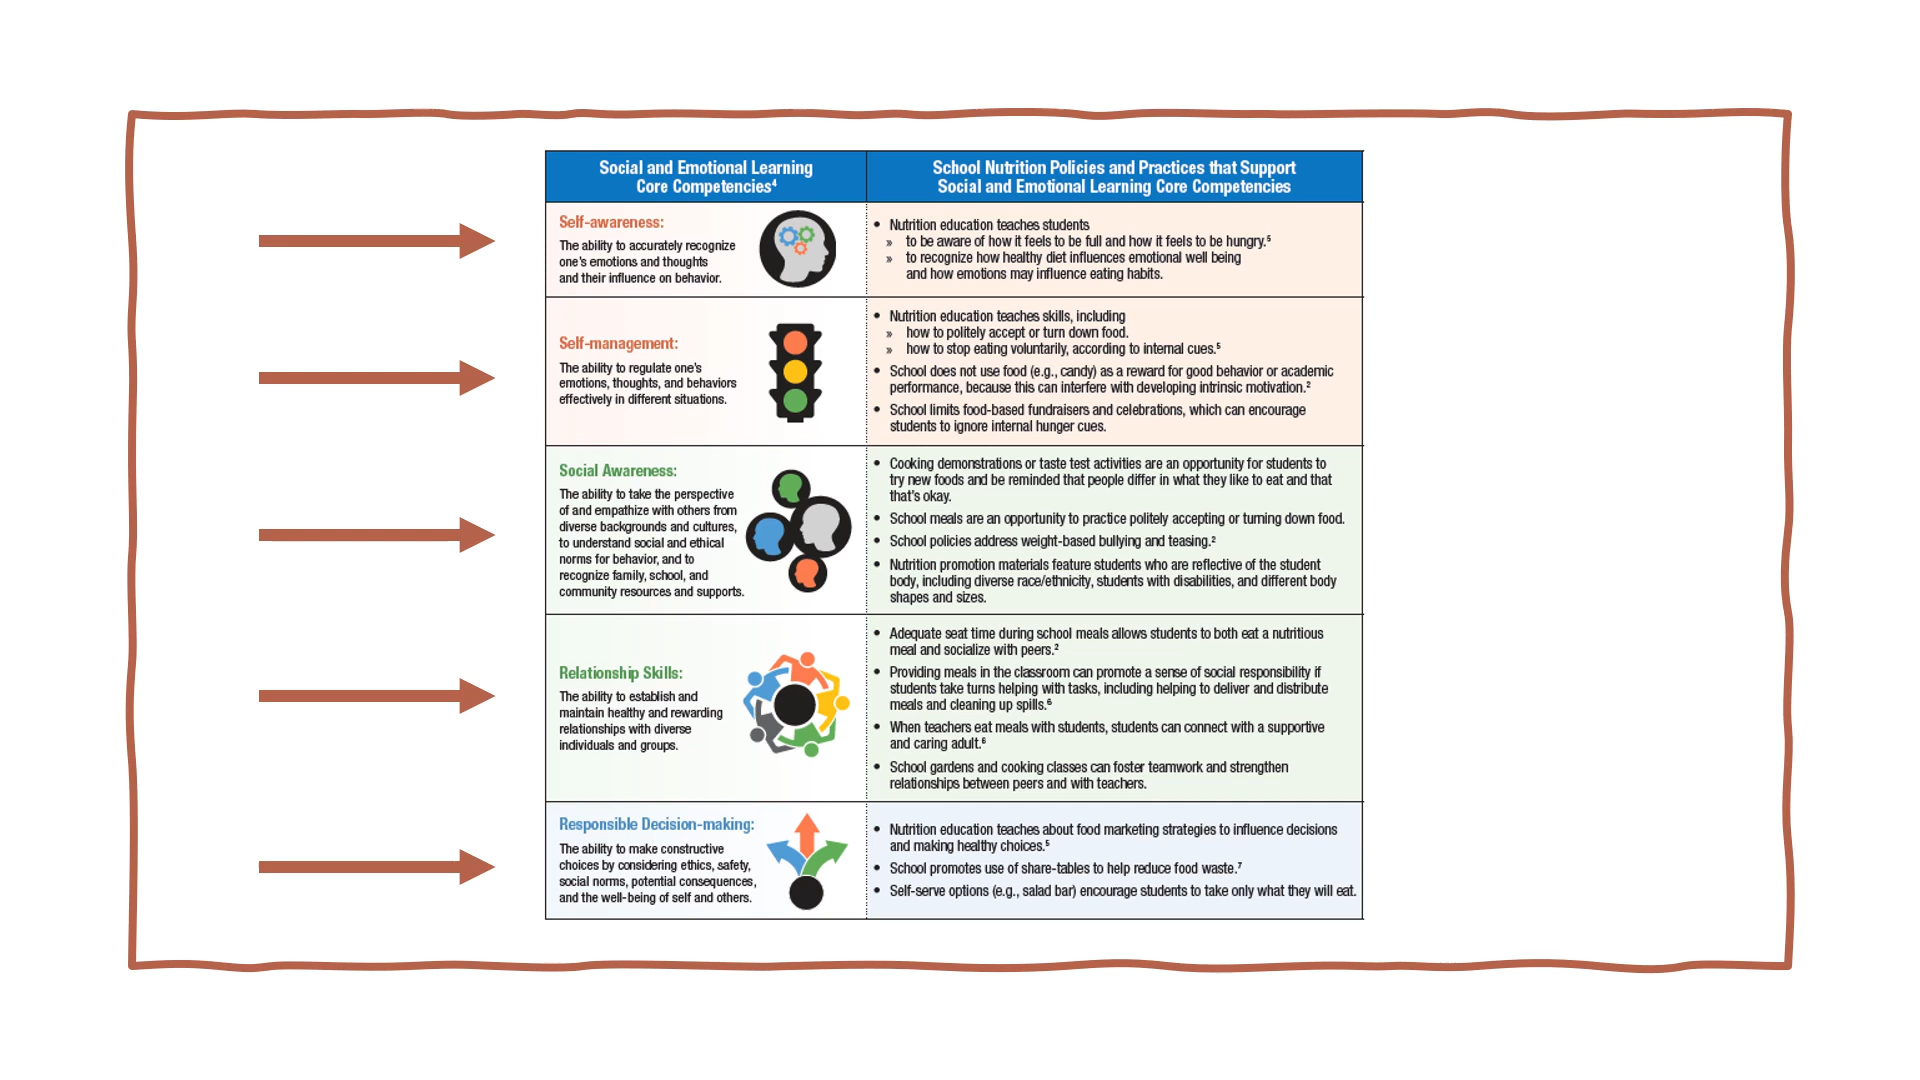 Social and Emotional Learning
Core Competencies⁴
School Nutrition Policies and Practices that Support
Social and Emotional Learning Core Competencies
Self-awareness:
The ability to accurately recognize
one's emotions and thoughts
and their influence on behavior.
• Nutrition education teaches students
» to be aware of how it feels to be full and how it feels to be hungry.⁵
» to recognize how healthy diet influences emotional well being
and how emotions may influence eating habits.
Self-management:
The ability to regulate one's
emotions, thoughts, and behaviors
effectively in different situations.
• Nutrition education teaches skills, including
» how to politely accept or turn down food.
» how to stop eating voluntarily, according to internal cues.⁵
• School does not use food (e.g., candy) as a reward for good behavior or academic
performance, because this can interfere with developing intrinsic motivation.²
• School limits food-based fundraisers and celebrations, which can encourage
students to ignore internal hunger cues.
Social Awareness:
The ability to take the perspective
of and empathize with others from
diverse backgrounds and cultures,
to understand social and ethical
norms for behavior, and to
recognize family, school, and
community resources and supports.
• Cooking demonstrations or taste test activities are an opportunity for students to
try new foods and be reminded that people differ in what they like to eat and that
that's okay.
• School meals are an opportunity to practice politely accepting or turning down food.
• School policies address weight-based bullying and teasing.²
• Nutrition promotion materials feature students who are reflective of the student
body, including diverse race/ethnicity, students with disabilities, and different body
shapes and sizes.
Relationship Skills:
The ability to establish and
maintain healthy and rewarding
relationships with diverse
individuals and groups.
• Adequate seat time during school meals allows students to both eat a nutritious
meal and socialize with peers.²
• Providing meals in the classroom can promote a sense of social responsibility if
students take turns helping with tasks, including helping to deliver and distribute
meals and cleaning up spills.⁶
• When teachers eat meals with students, students can connect with a supportive
and caring adult.⁶
• School gardens and cooking classes can foster teamwork and strengthen
relationships between peers and with teachers.
Responsible Decision-making:
The ability to make constructive
choices by considering ethics, safety,
social norms, potential consequences,
and the well-being of self and others.
• Nutrition education teaches about food marketing strategies to influence decisions
and making healthy choices.⁵
• School promotes use of share-tables to help reduce food waste.⁷
• Self-serve options (e.g., salad bar) encourage students to take only what they will eat.